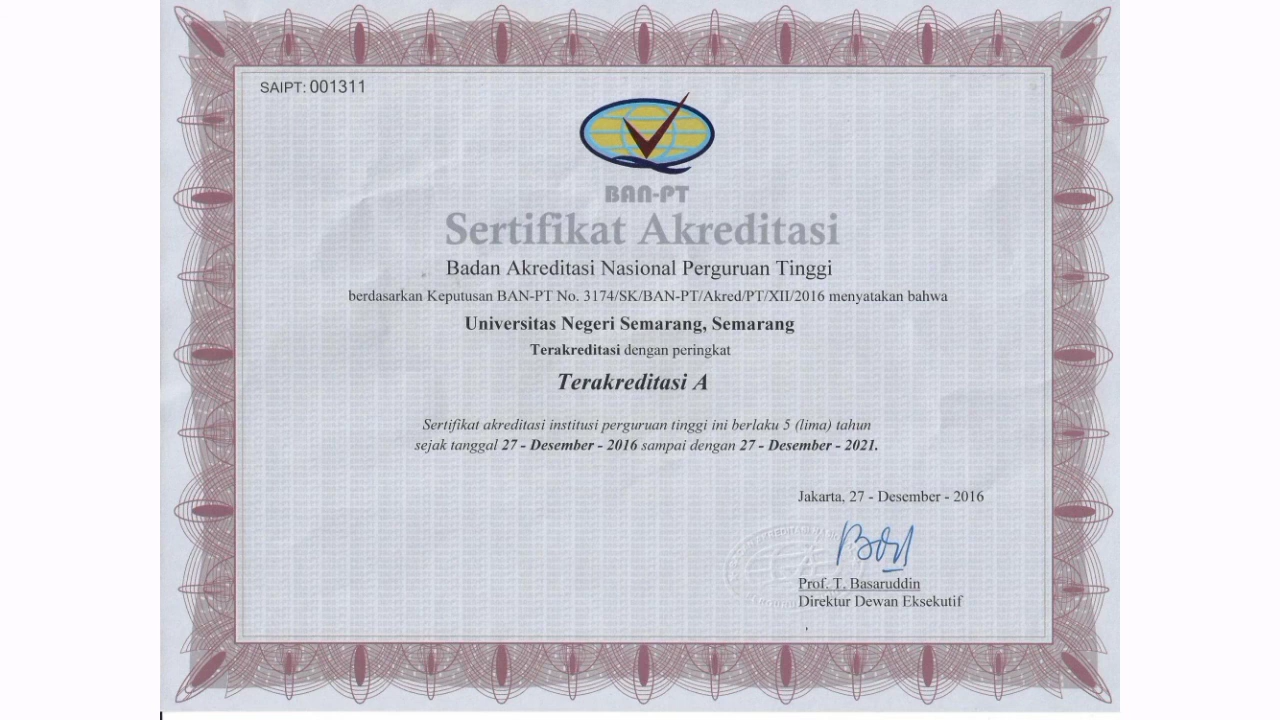 SAIPT: 001311
BAN-PT
Sertifikat Akreditasi
Badan Akreditasi Nasional Perguruan Tinggi
berdasarkan Keputusan BAN-PT No. 3174/SK/BAN-PT/Akred/PT/XII/2016 menyatakan bahwa
Universitas Negeri Semarang, Semarang
Terakreditasi dengan peringkat
Terakreditasi A
Sertifikat akreditasi institusi perguruan tinggi ini berlaku 5 (lima) tahun
sejak tanggal 27 - Desember - 2016 sampai dengan 27 - Desember - 2021.
Jakarta, 27 - Desember - 2016
Prof. T. Basaruddin
Direktur Dewan Eksekutif